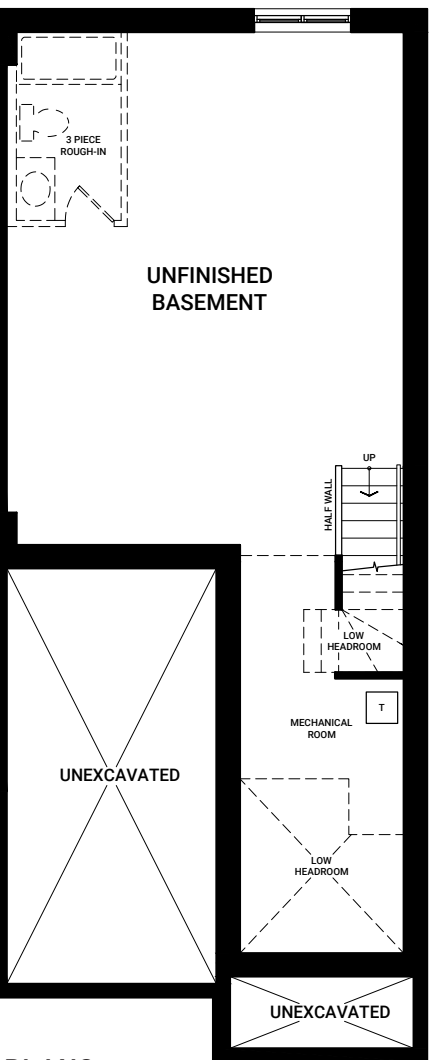 3 PIECE
ROUGH-IN
UNFINISHED
BASEMENT
UP
HALF WALL
LOW
HEADROOM
T
MECHANICAL
ROOM
UNEXCAVATED
LOW
HEADROOM
UNEXCAVATED